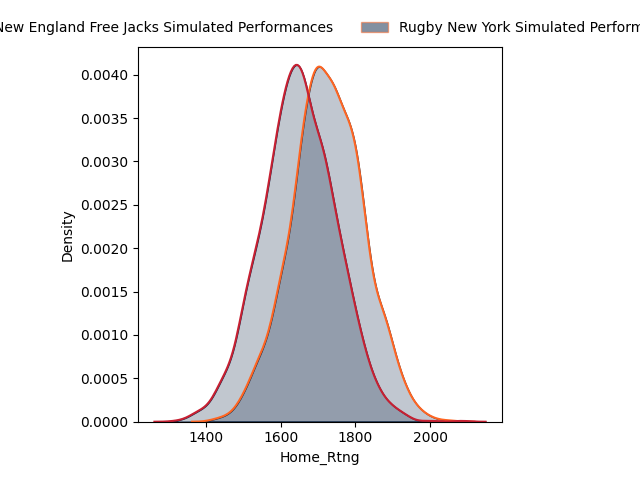 New England Free Jacks Simulated Performances
Rugby New York Simulated
0.0040
0.0035
0.0030
0.0025
0.0020
0.0015
0.0010
0.0005
0.0000
Density
1400 1600 1800 2000
Home_Rtng